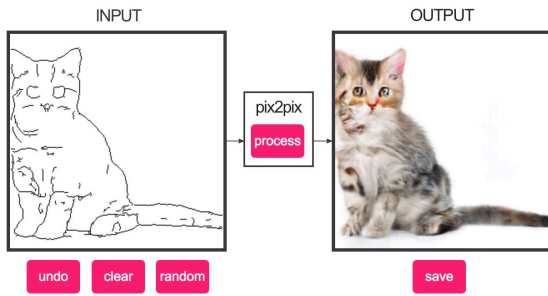 INPUT
OUTPUT
pix2pix
process
undo
clear
random
save